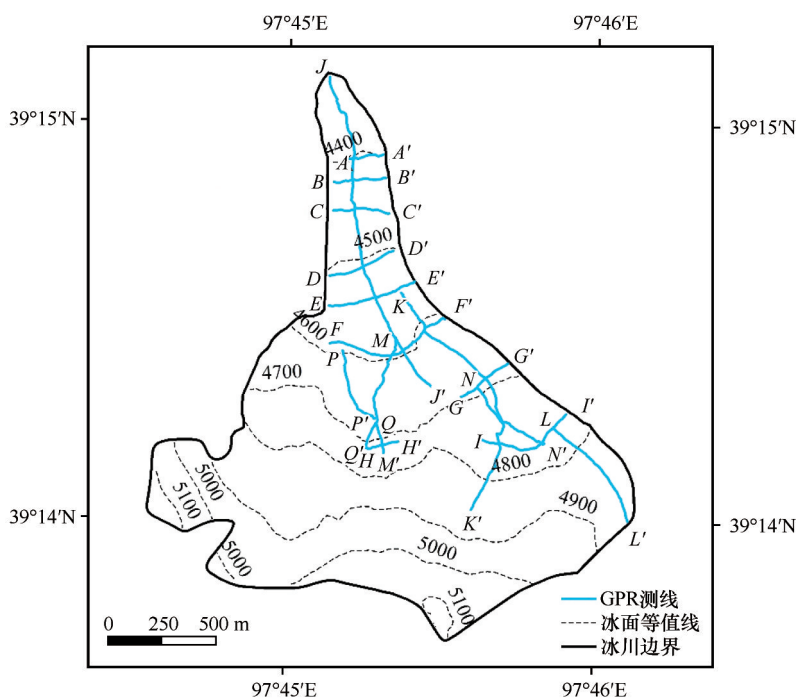 97°45′E
97°46′E
39°15′N
39°15′N
J
4400
A
A′
B
B′
C
C′
4500
D′
D
E′
E
K
F′
4600
F
M
P
G′
4700
N
J′
G
P′
Q
I
L
I′
Q′
H
H′
M′
N′
4800
5000
5100
K′
4900
39°14′N
39°14′N
L′
5000
5000
5100
GPR测线
冰面等值线
冰川边界
0 250 500 m
97°45′E
97°46′E